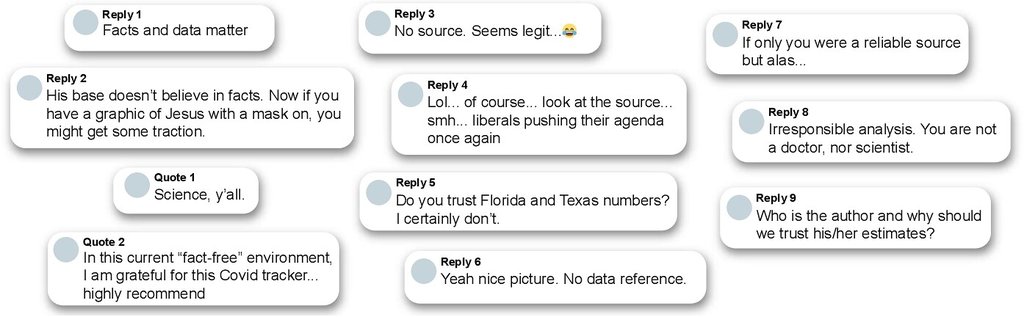 Reply 1
Facts and data matter
Reply 2
His base doesn’t believe in facts. Now if you
have a graphic of Jesus with a mask on, you
might get some traction.
Quote 1
Science, y’all.
Quote 2
In this current “fact-free” environment,
I am grateful for this Covid tracker...
highly recommend
Reply 3
No source. Seems legit...😂
Reply 4
Lol... of course... look at the source...
smh... liberals pushing their agenda
once again
Reply 5
Do you trust Florida and Texas numbers?
I certainly don’t.
Reply 6
Yeah nice picture. No data reference.
Reply 7
If only you were a reliable source
but alas...
Reply 8
Irresponsible analysis. You are not
a doctor, nor scientist.
Reply 9
Who is the author and why should
we trust his/her estimates?